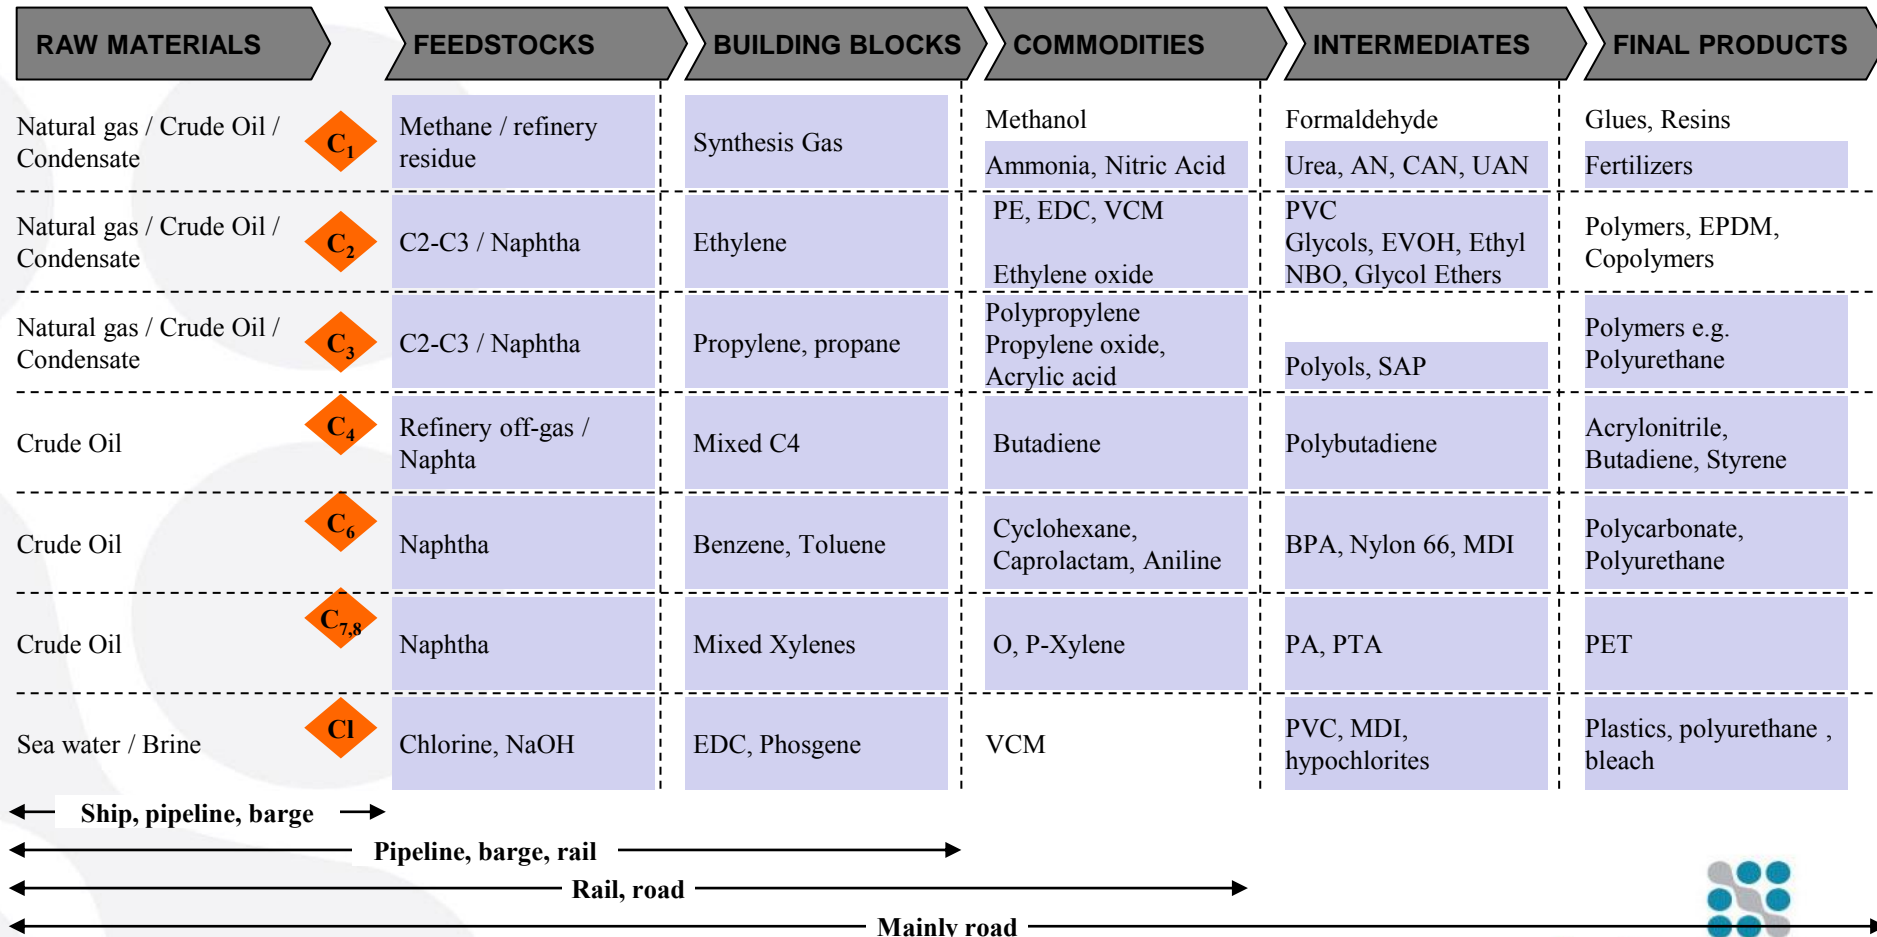 RAW MATERIALS
FEEDSTOCKS
BUILDING BLOCKS
COMMODITIES
INTERMEDIATES
FINAL PRODUCTS
Natural gas / Crude Oil /
Condensate
C1
Methane / refinery
residue
Synthesis Gas
Methanol
Ammonia, Nitric Acid
Formaldehyde
Urea, AN, CAN, UAN
Glues, Resins
Fertilizers
Natural gas / Crude Oil /
Condensate
C2
C2-C3 / Naphtha
Ethylene
PE, EDC, VCM
Ethylene oxide
PVC
Glycols, EVOH, Ethyl
NBO, Glycol Ethers
Polymers, EPDM,
Copolymers
Natural gas / Crude Oil /
Condensate
C3
C2-C3 / Naphtha
Propylene, propane
Polypropylene
Propylene oxide,
Acrylic acid
Polyols, SAP
Polymers e.g.
Polyurethane
Crude Oil
C4
Refinery off-gas /
Naphta
Mixed C4
Butadiene
Polybutadiene
Acrylonitrile,
Butadiene, Styrene
Crude Oil
C6
Naphtha
Benzene, Toluene
Cyclohexane,
Caprolactam, Aniline
BPA, Nylon 66, MDI
Polycarbonate,
Polyurethane
Crude Oil
C7,8
Naphtha
Mixed Xylenes
O, P-Xylene
PA, PTA
PET
Sea water / Brine
Cl
Chlorine, NaOH
EDC, Phosgene
VCM
PVC, MDI,
hypochlorites
Plastics, polyurethane ,
bleach
Ship, pipeline, barge
Pipeline, barge, rail
Rail, road
Mainly road